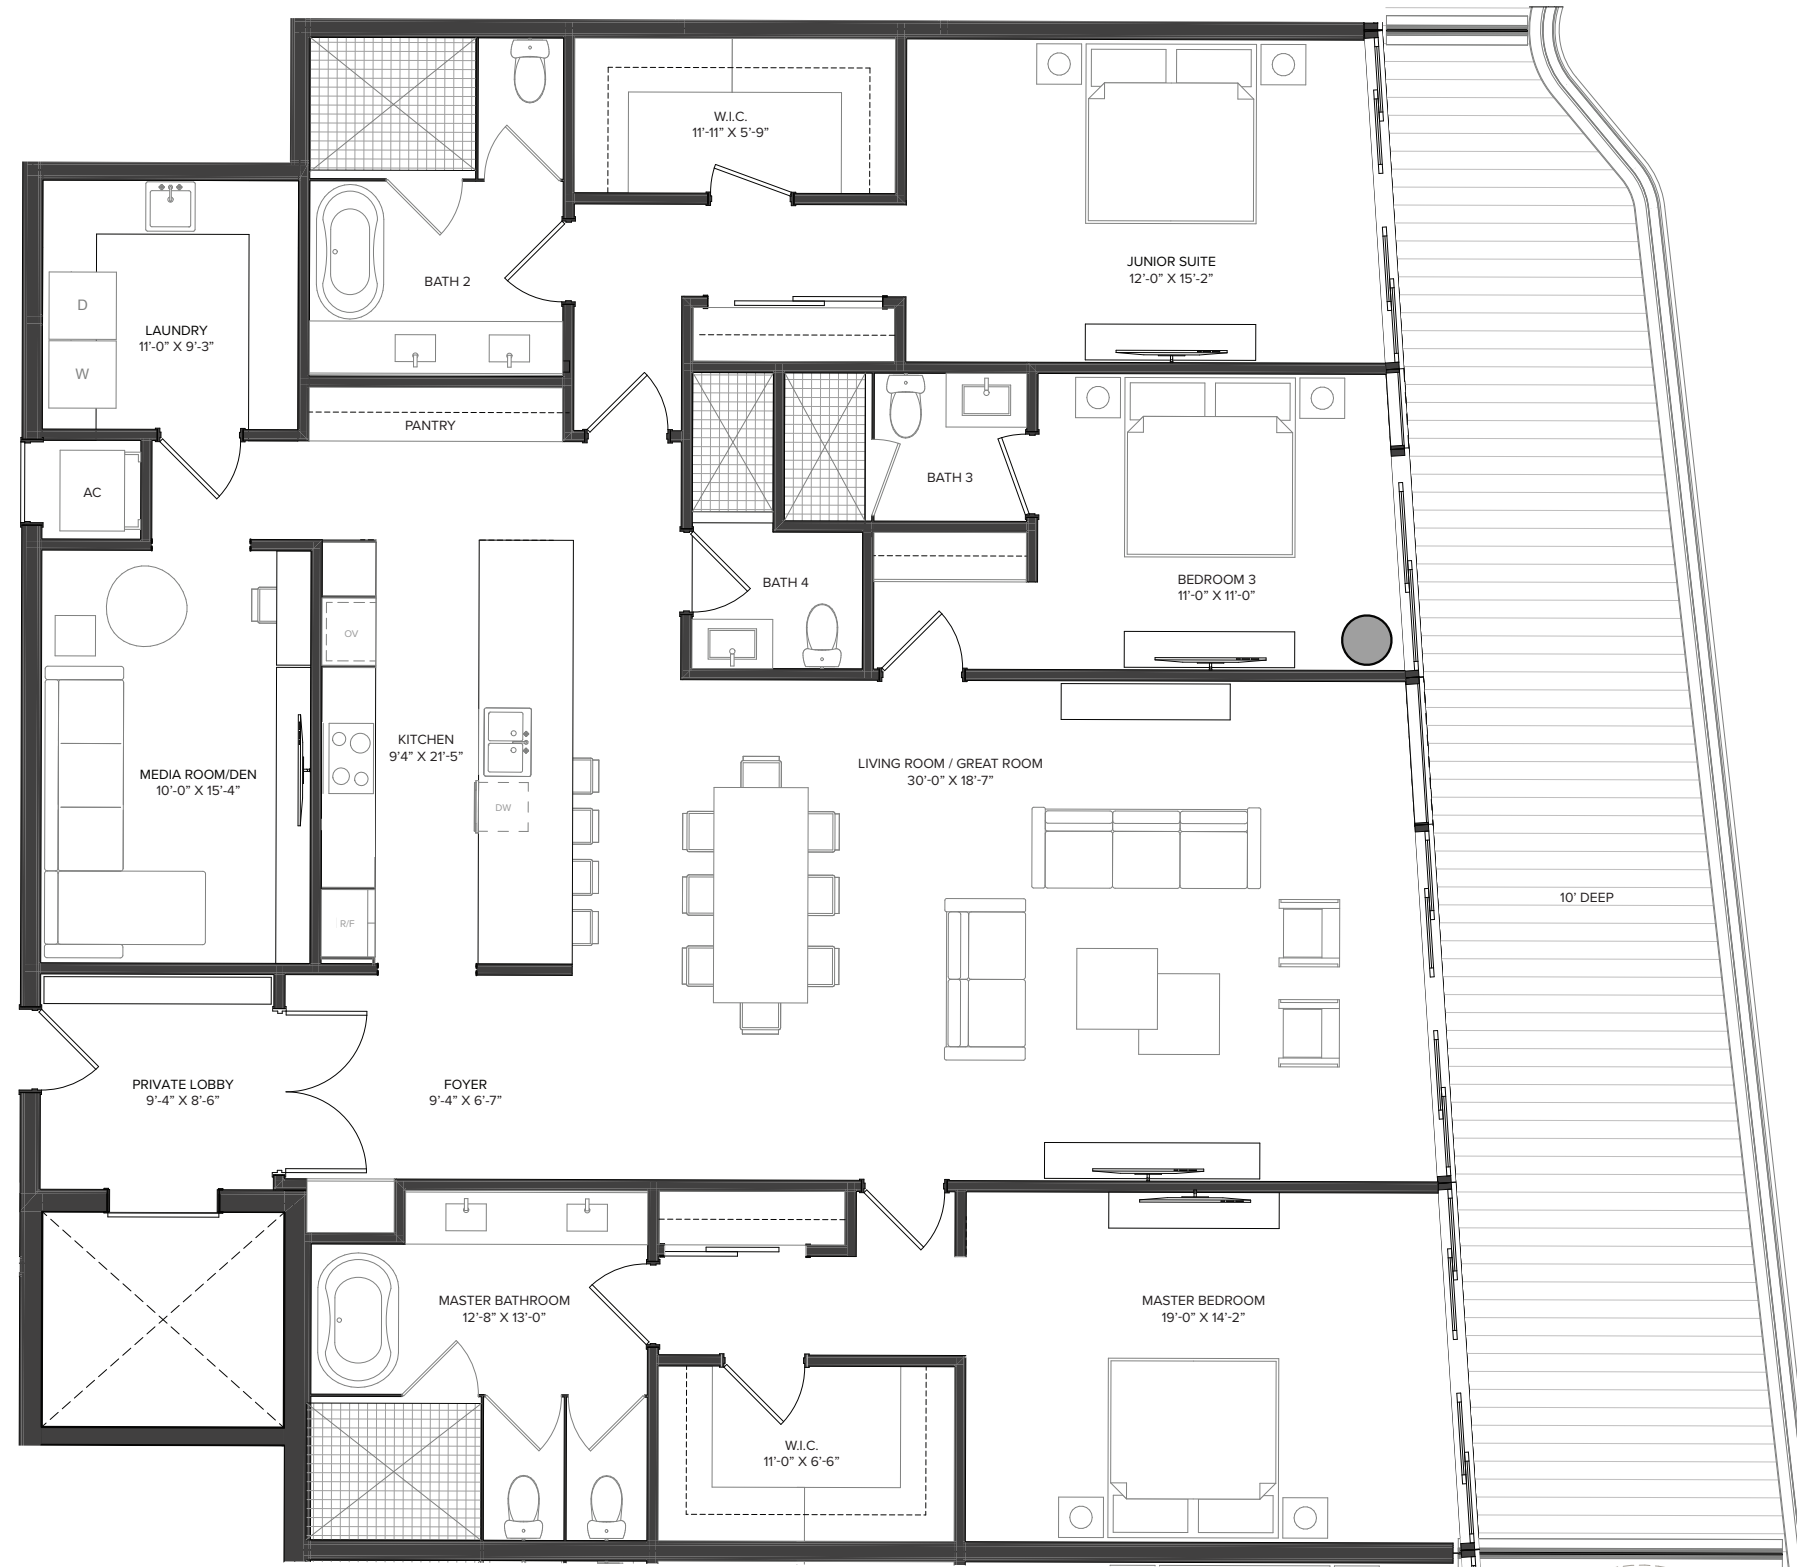 W.I.C.
11'-11" X 5'-9"
JUNIOR SUITE
12'-0" X 15'-2"
BATH 2
D
W
LAUNDRY
11'-0" X 9'-3"
PANTRY
AC
BATH 3
BATH 4
BEDROOM 3
11'-0" X 11'-0"
OV
KITCHEN
9'4" X 21'-5"
MEDIA ROOM/DEN
10'-0" X 15'-4"
DW
R/F
LIVING ROOM / GREAT ROOM
30'-0" X 18'-7"
10' DEEP
PRIVATE LOBBY
9'-4" X 8'-6"
FOYER
9'-4" X 6'-7"
MASTER BATHROOM
12'-8" X 13'-0"
MASTER BEDROOM
19'-0" X 14'-2"
W.I.C.
11'-0" X 6'-6"